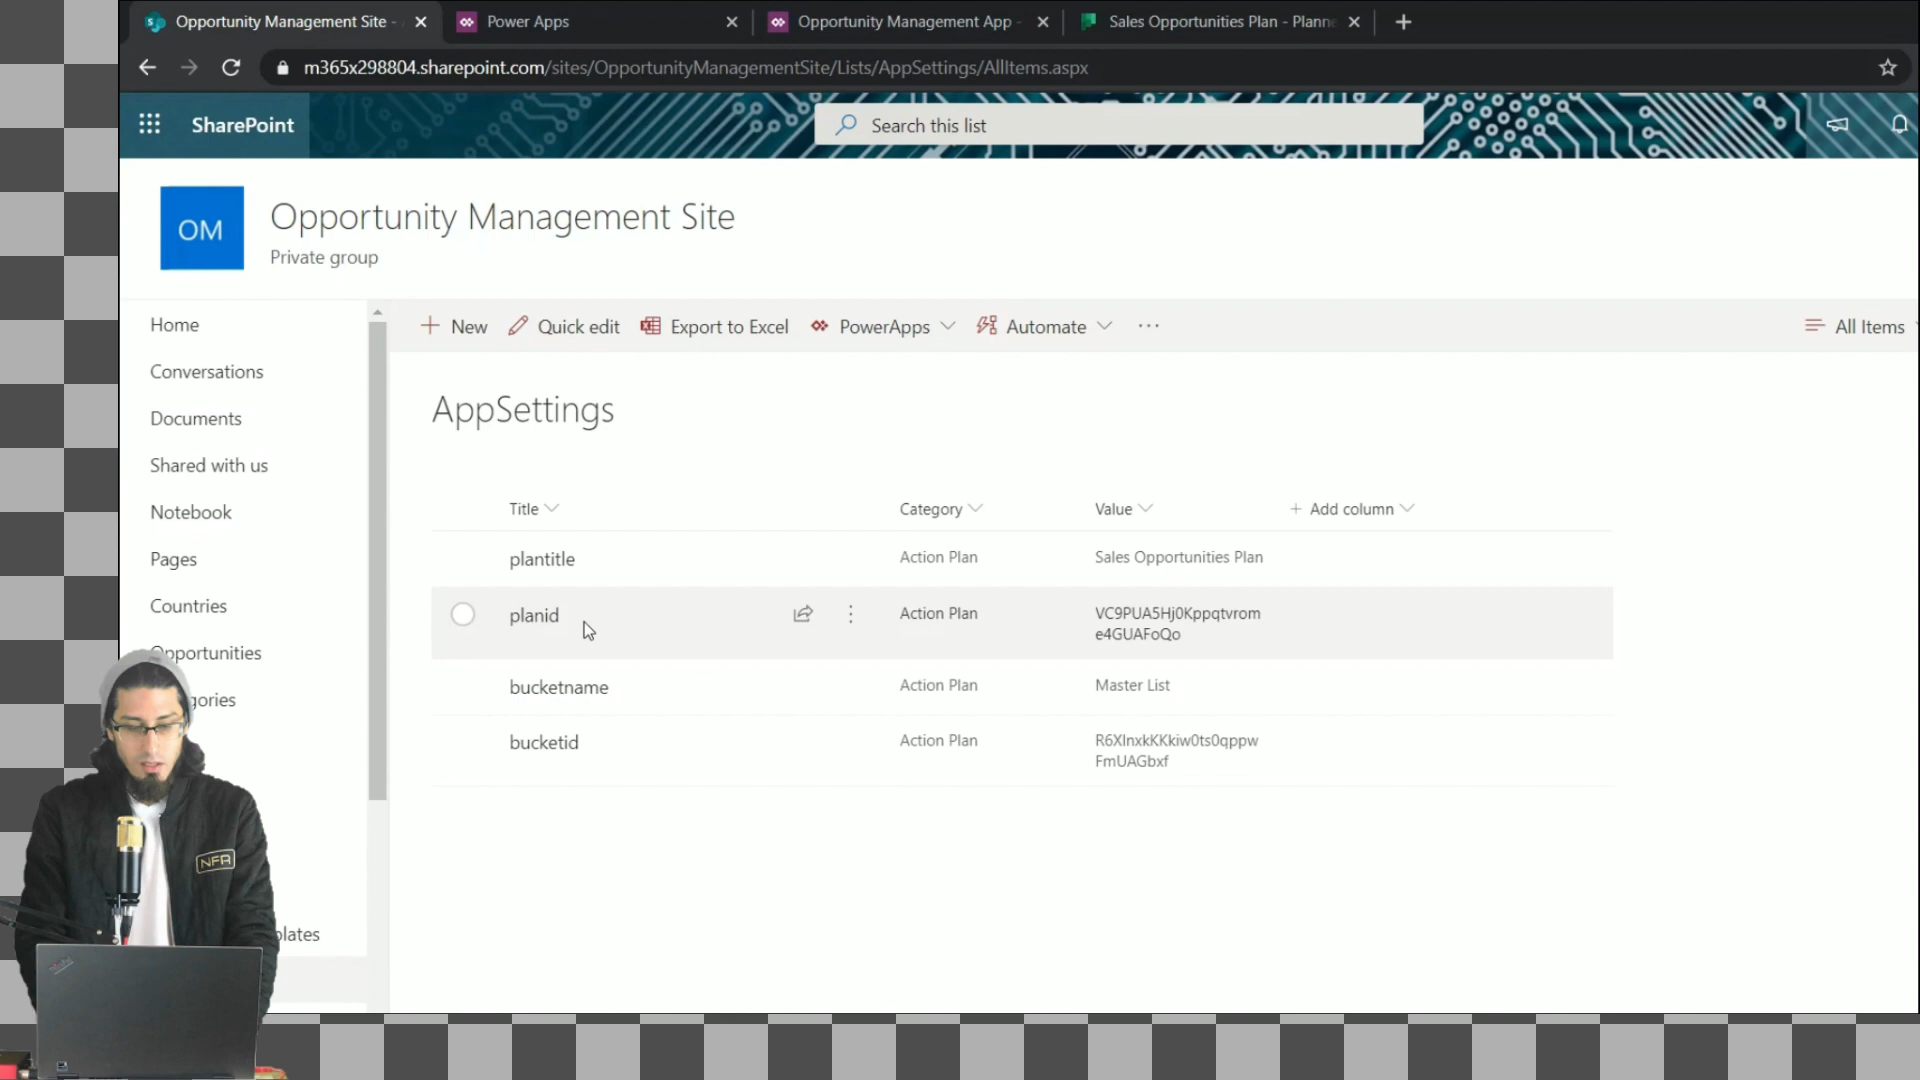 Opportunity Management Site -
Power Apps
Opportunity Management App -
Sales Opportunities Plan - Planne
m365x298804.sharepoint.com/sites/OpportunityManagementSite/Lists/AppSettings/AllItems.aspx
SharePoint
Search this list
OM
Opportunity Management Site
Private group
Home
Conversations
Documents
Shared with us
Notebook
Pages
Countries
Opportunities
gories
plates
New
Quick edit
Export to Excel
PowerApps
Automate
All Items
AppSettings
Title
Category
Value
+ Add column
plantitle
Action Plan
Sales Opportunities Plan
planid
Action Plan
VC9PUA5Hj0Kppqtvrom
e4GUAFoQo
bucketname
Action Plan
Master List
bucketid
Action Plan
R6XInxkKKkiw0ts0qppw
FmUAGbxf
NFR